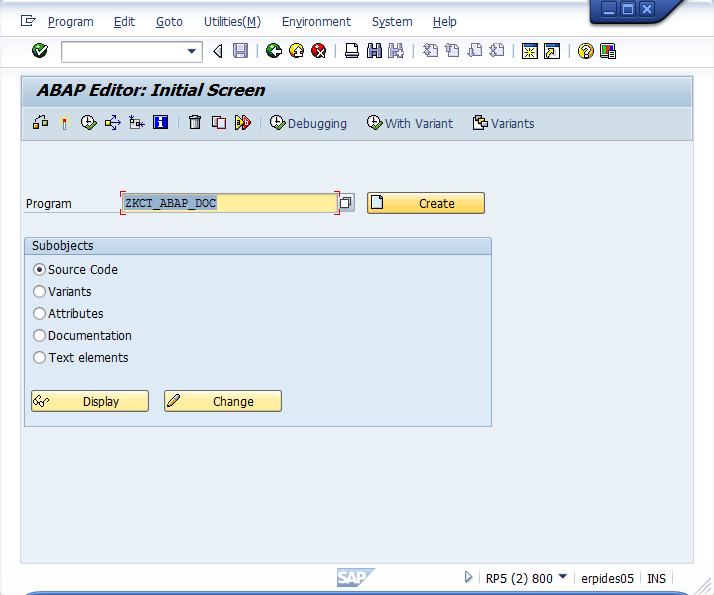 Program Edit Goto Utilities(M) Environment System Help
ABAP Editor: Initial Screen
Debugging With Variant Variants
Program ZKCT_ABAP_DOC Create
Subobjects
Source Code
Variants
Attributes
Documentation
Text elements
Display Change
SAP RP5 (2) 800 erpides05 INS